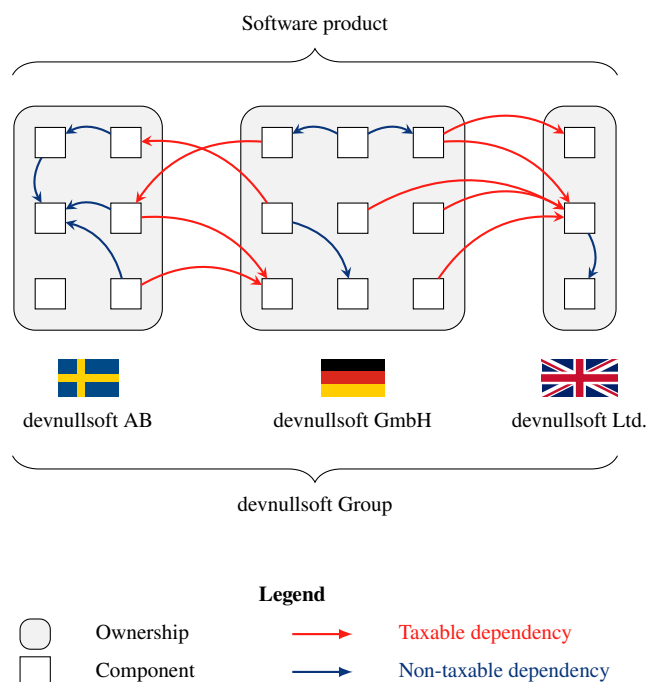 Software product
devnullsoft AB
devnullsoft GmbH
devnullsoft Ltd.
devnullsoft Group
Legend
Ownership
Taxable dependency
Component
Non-taxable dependency